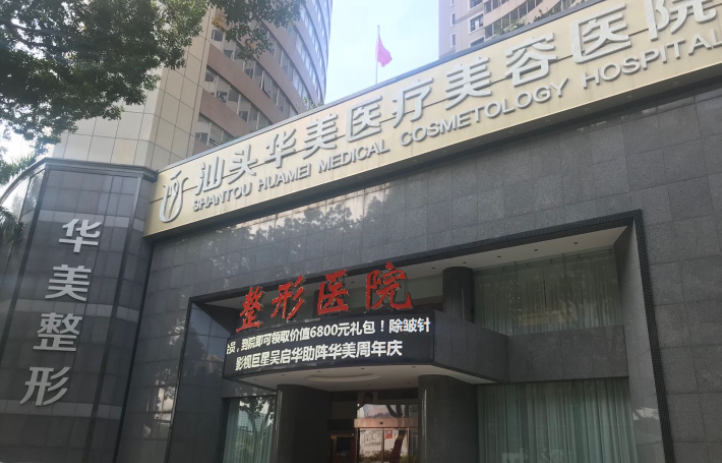 汕头华美医疗美容医院
SHANTOU HUAMEI MEDICAL COSMETOLOGY HOSPITAL
华美整形
整形医院
员，到院即可领取价值6800元礼包！除皱针
影视巨星吴启华助阵华美周年庆